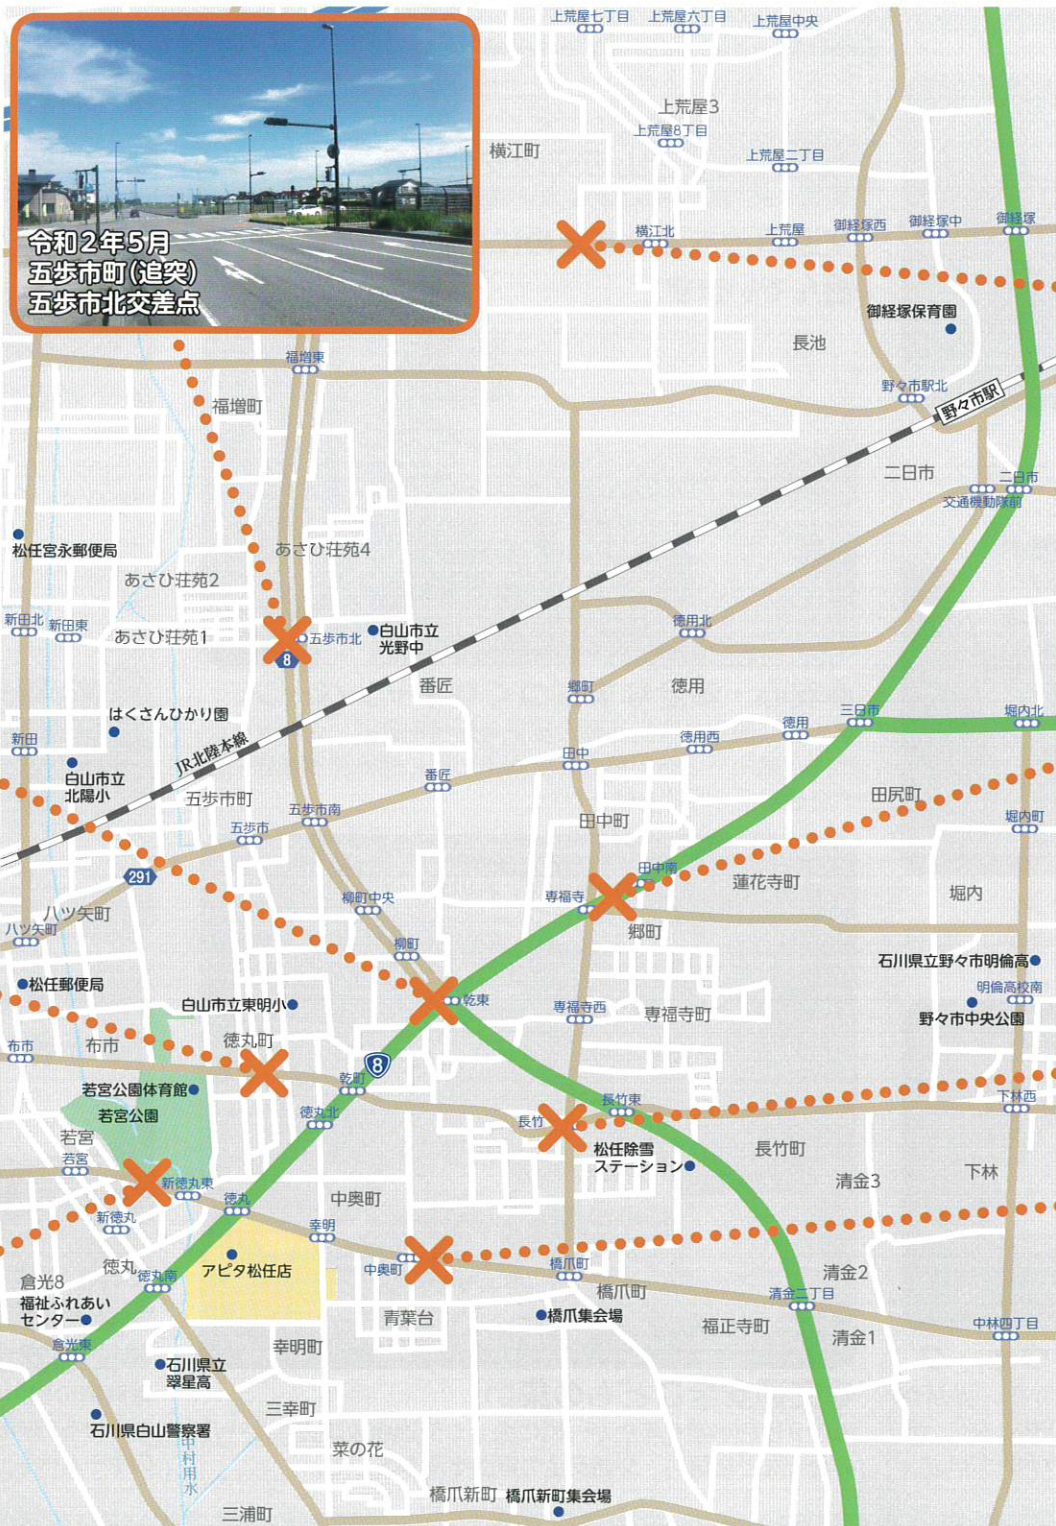 上荒屋七丁目
上荒屋六丁目
上荒屋中央
上荒屋3
上荒屋8丁目
横江町
上荒屋二丁目
令和2年5月
五歩市町(追突)
五歩市北交差点
横江北
上荒屋
御経塚西
御経塚中
御経塚
御経塚保育園
長池
福増東
福増町
野々市駅北
野々市駅
二日市
二日市
交通機動隊前
松任宮永郵便局
あさひ荘苑4
あさひ荘苑2
新田北
新田東
あさひ荘苑1
五歩市北
8
白山市立
光野中
徳用北
番匠
郷町
徳用
はくさんひかり園
三日市
堀内北
新田
JR北陸本線
徳用西
徳用
白山市立
北陽小
田中
番匠
五歩市町
田尻町
五歩市南
五歩市
田中町
堀内町
291
田中南
蓮花寺町
柳町中央
専福寺
堀内
八ツ矢町
八ツ矢町
郷町
柳町
石川県立野々市明倫高
松任郵便局
白山市立東明小
乾東
専福寺西
専福寺町
明倫高校南
野々市中央公園
布市
布市
徳丸町
8
乾町
若宮公園体育館
若宮公園
徳丸北
長竹東
長竹
下林西
若宮
若宮
松任除雪
ステーション
長竹町
清金3
下林
新徳丸東
徳丸
中奥町
新徳丸
幸明
徳丸
アピタ松任店
中奥町
橋爪町
倉光8
徳丸南
橋爪町
清金2
福祉ふれあい
センター
青葉台
橋爪集会場
清金二丁目
福正寺町
清金1
中林四丁目
倉光東
幸明町
石川県立
翠星高
三幸町
石川県白山警察署
中村用水
菜の花
橋爪新町
橋爪新町集会場
三浦町